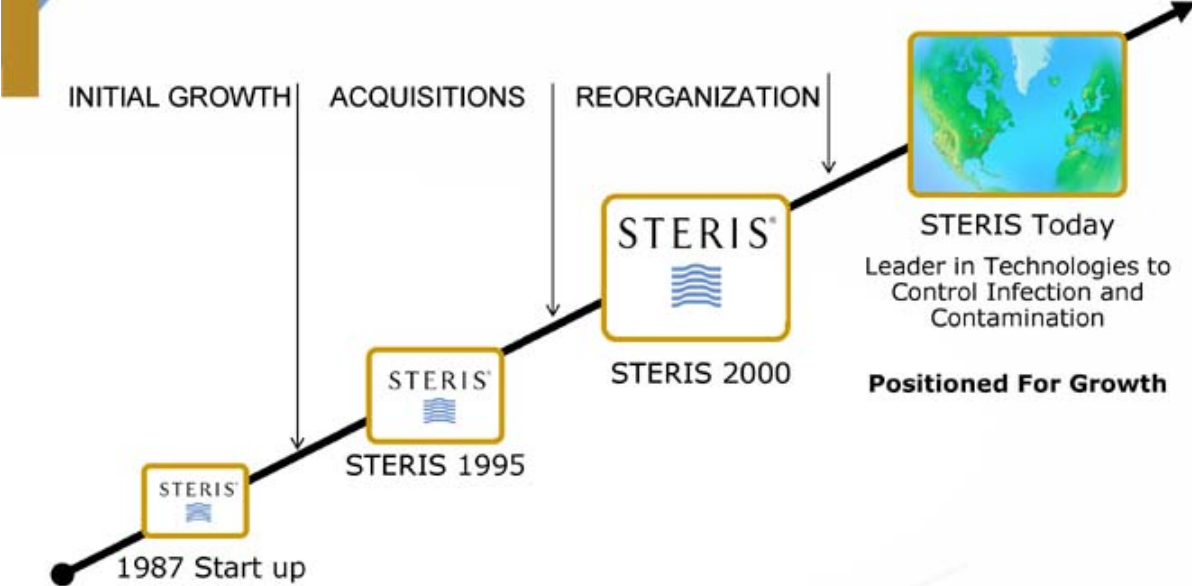 INITIAL GROWTH
ACQUISITIONS
REORGANIZATION
STERIS®
1987 Start up
STERIS®
STERIS 1995
STERIS®
STERIS 2000
STERIS Today
Leader in Technologies to
Control Infection and
Contamination
Positioned For Growth